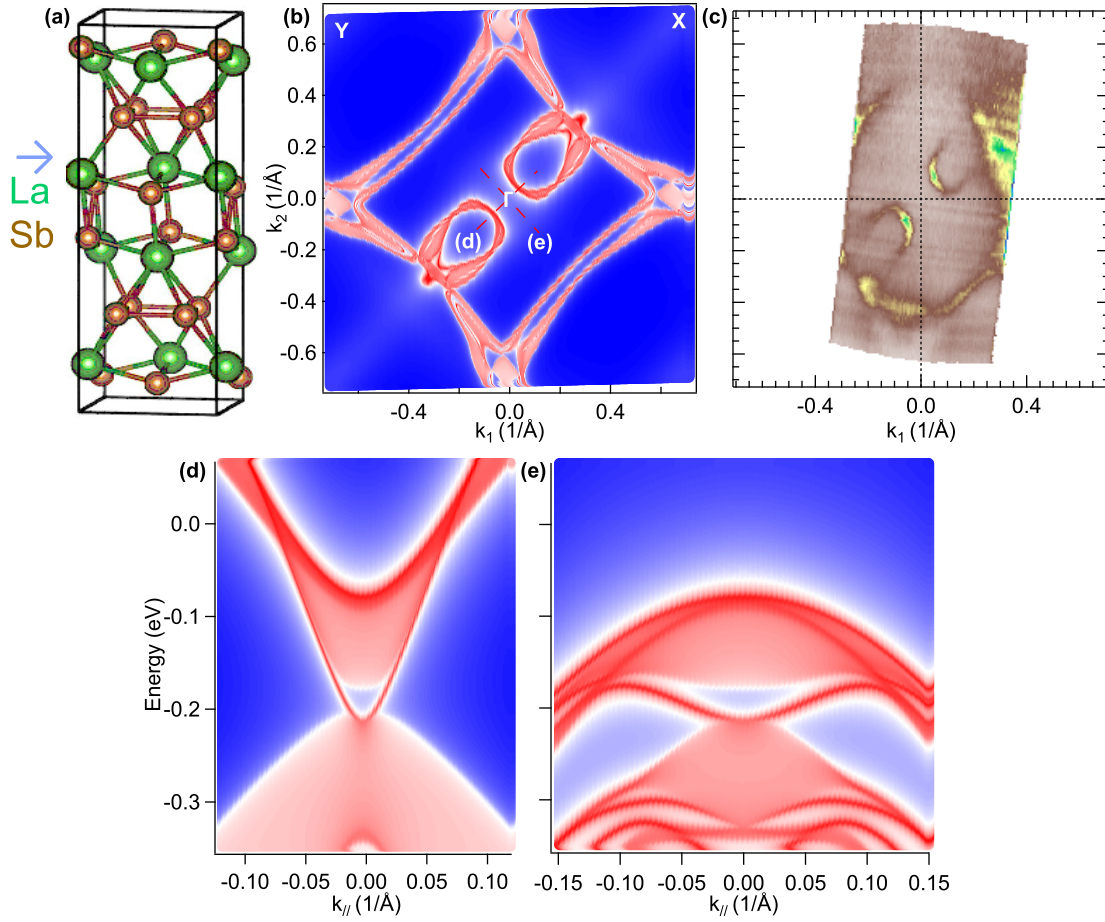 (a)
La
Sb
(b)
Y
X
Γ
(d)
(e)
0.6
0.4
0.2
0.0
-0.2
-0.4
-0.6
k2 (1/Å)
-0.4
0.0
0.4
k1 (1/Å)
(c)
-0.4
0.0
0.4
k1 (1/Å)
(d)
0.0
-0.1
-0.2
-0.3
Energy (eV)
-0.10
-0.05
0.00
0.05
0.10
k// (1/Å)
(e)
-0.15
-0.10
-0.05
0.00
0.05
0.10
0.15
k// (1/Å)